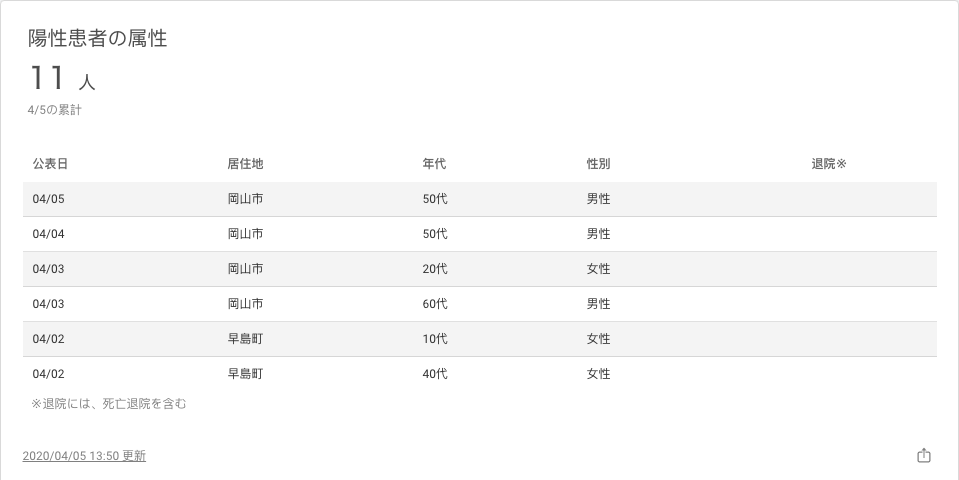 陽性患者の属性
11 人
4/5の累計
公表日 居住地 年代 性別 退院※
04/05 岡山市 50代 男性
04/04 岡山市 50代 男性
04/03 岡山市 20代 女性
04/03 岡山市 60代 男性
04/02 早島町 10代 女性
04/02 早島町 40代 女性
※退院には、死亡退院を含む
2020/04/05 13:50 更新